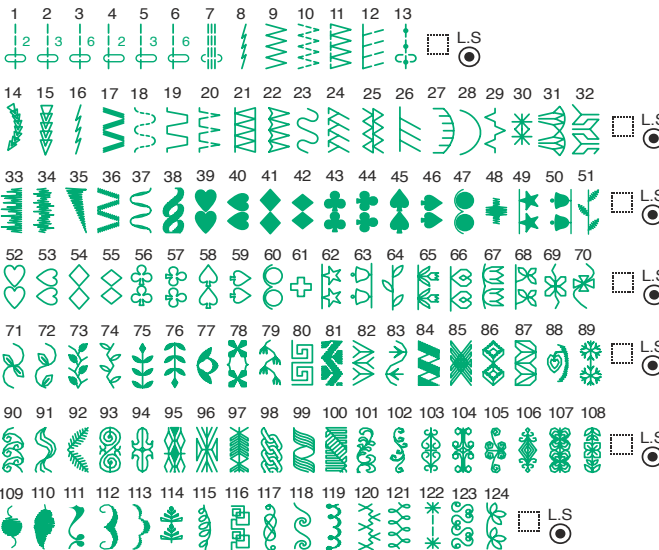 1 2 3 4 5 6 7 8 9 10 11 12 13
2 3 6 2 3 6 L.S
14 15 16 17 18 19 20 21 22 23 24 25 26 27 28 29 30 31 32
L.S
33 34 35 36 37 38 39 40 41 42 43 44 45 46 47 48 49 50 51
L.S
52 53 54 55 56 57 58 59 60 61 62 63 64 65 66 67 68 69 70
L.S
71 72 73 74 75 76 77 78 79 80 81 82 83 84 85 86 87 88 89
L.S
90 91 92 93 94 95 96 97 98 99 100 101 102 103 104 105 106 107 108
L.S
109 110 111 112 113 114 115 116 117 118 119 120 121 122 123 124
L.S